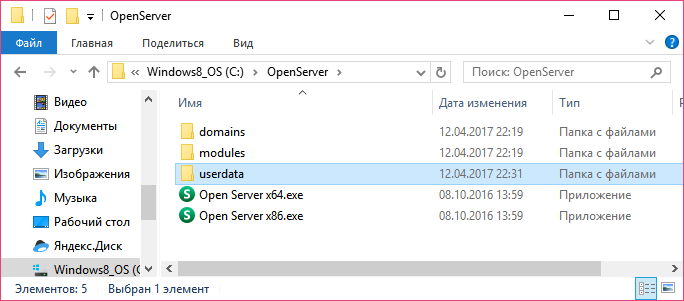 OpenServer
Файл Главная Поделиться Вид
Windows8_OS (C:) OpenServer Поиск: OpenServer
Имя Дата изменения Тип
Видео
Документы
Загрузки
Изображения
Музыка
Рабочий стол
Яндекс.Диск
Windows8_OS (C
domains 12.04.2017 22:19 Папка с файлами
modules 12.04.2017 22:19 Папка с файлами
userdata 12.04.2017 22:31 Папка с файлами
Open Server x64.exe 08.10.2016 13:59 Приложение
Open Server x86.exe 08.10.2016 13:59 Приложение
Элементов: 5 Выбран 1 элемент